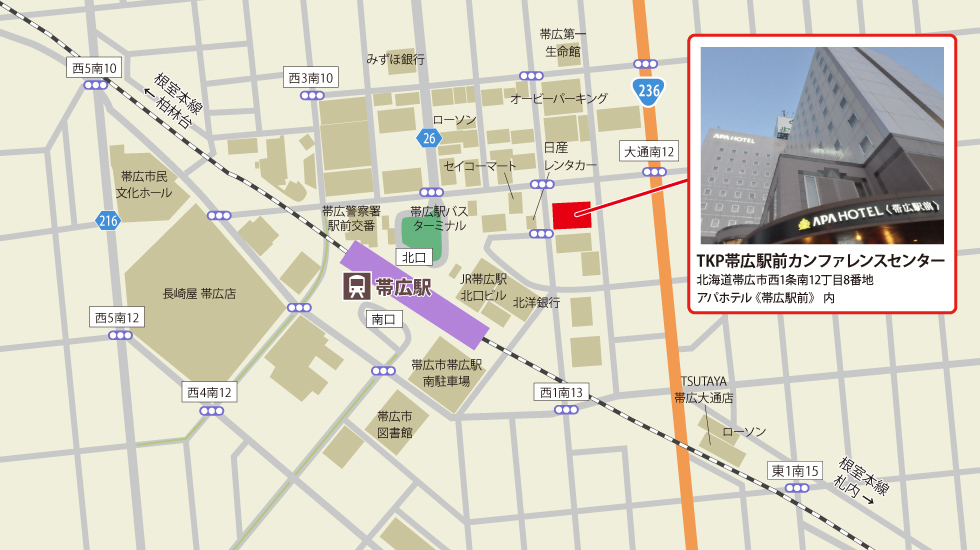 西5南10
根室本線
← 柏林台
西3南10
みずほ銀行
帯広第一
生命館
オービーパーキング
ローソン
26
236
日産
レンタカー
セイコーマート
大通南12
帯広市民
文化ホール
216
帯広警察署
駅前交番
帯広駅バス
ターミナル
北口
帯広駅
JR帯広駅
北口ビル
北洋銀行
長崎屋 帯広店
西5南12
南口
西4南12
帯広市帯広駅
南駐車場
帯広市
図書館
西1南13
TSUTAYA
帯広大通店
ローソン
東1南15
根室本線
札内 →
APA HOTEL
APA HOTEL《帯広駅前》
TKP帯広駅前カンファレンスセンター
北海道帯広市西1条南12丁目8番地
アパホテル《帯広駅前》 内